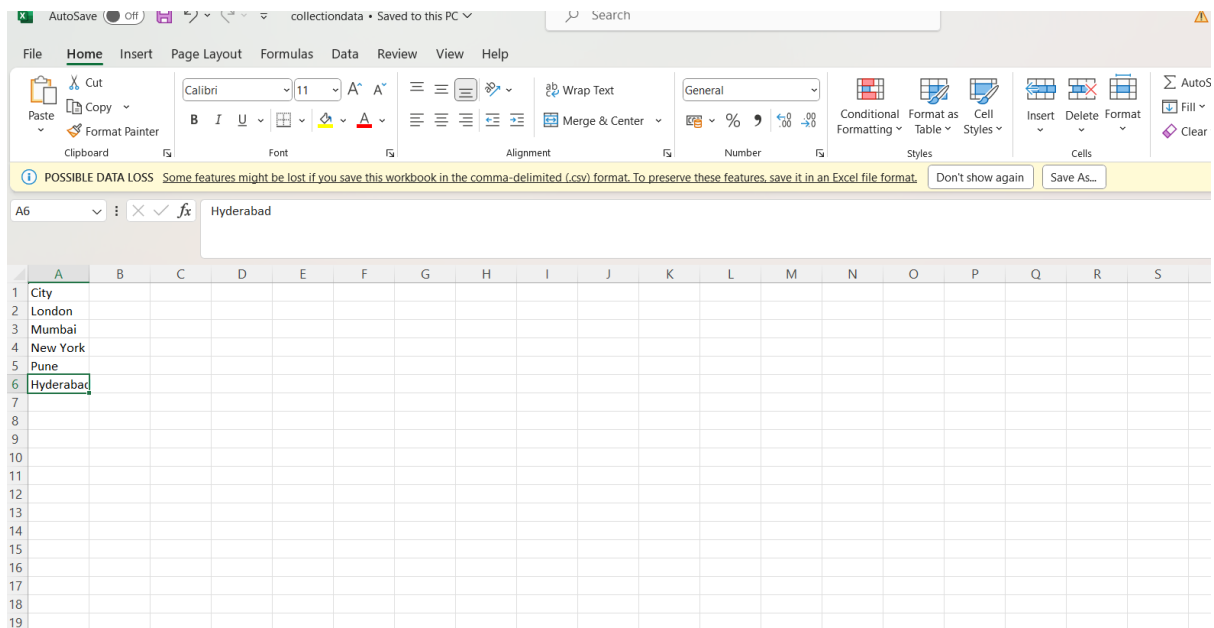 AutoSave Off collectiondata • Saved to this PC Search
File Home Insert Page Layout Formulas Data Review View Help
Paste Cut Copy Format Painter
Clipboard
Calibri 11 A^ A˅
B I U A
Font
Wrap Text
Merge & Center
Alignment
General
% 9 .00
Number
Conditional Formatting Format as Table Cell Styles
Styles
Insert Delete Format
Cells
Σ AutoS
Fill
Clear
POSSIBLE DATA LOSS Some features might be lost if you save this workbook in the comma-delimited (.csv) format. To preserve these features, save it in an Excel file format. Don't show again Save As...
A6 fx Hyderabad
A B C D E F G H I J K L M N O P Q R S
1 City
2 London
3 Mumbai
4 New York
5 Pune
6 Hyderabad
7
8
9
10
11
12
13
14
15
16
17
18
19